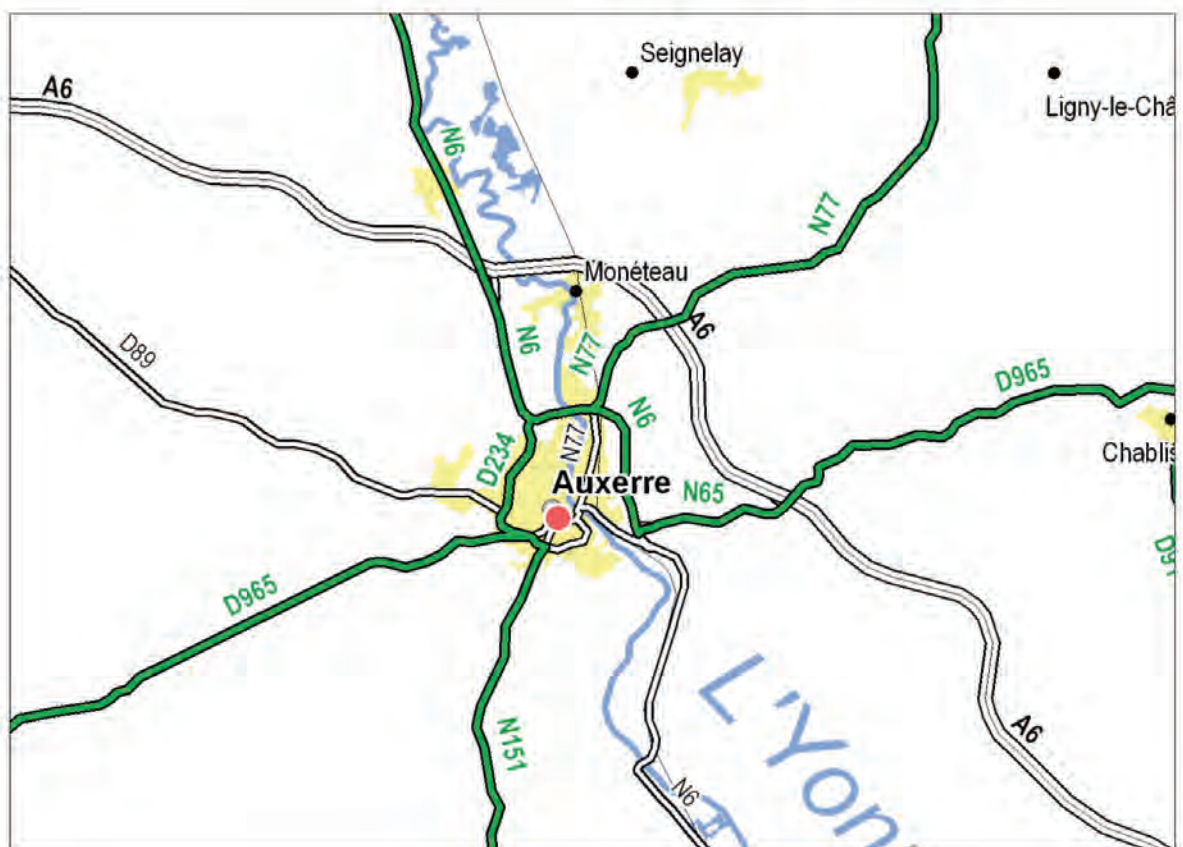 Seignelay
A6
Ligny-le-Châ
N6
N77
Monéteau
A6
N6
N77
D89
D965
N6
D234
N77
Chablis
Auxerre
N65
D965
L'Yon
N151
A6
N6